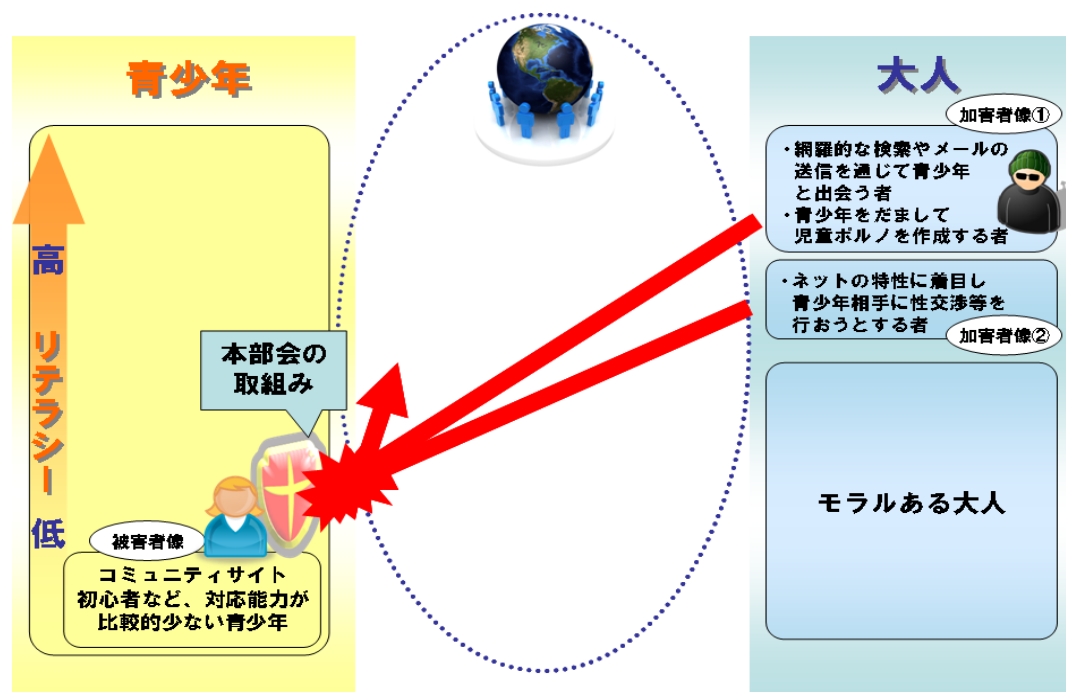 青少年
高
リテラシー
低
本部会の
取組み
被害者像
コミュニティサイト
初心者など、対応能力が
比較的少ない青少年
大人
加害者像①
・網羅的な検索やメールの
送信を通じて青少年
と出会う者
・青少年をだまして
児童ポルノを作成する者
・ネットの特性に着目し
青少年相手に性交渉等を
行おうとする者
加害者像②
モラルある大人